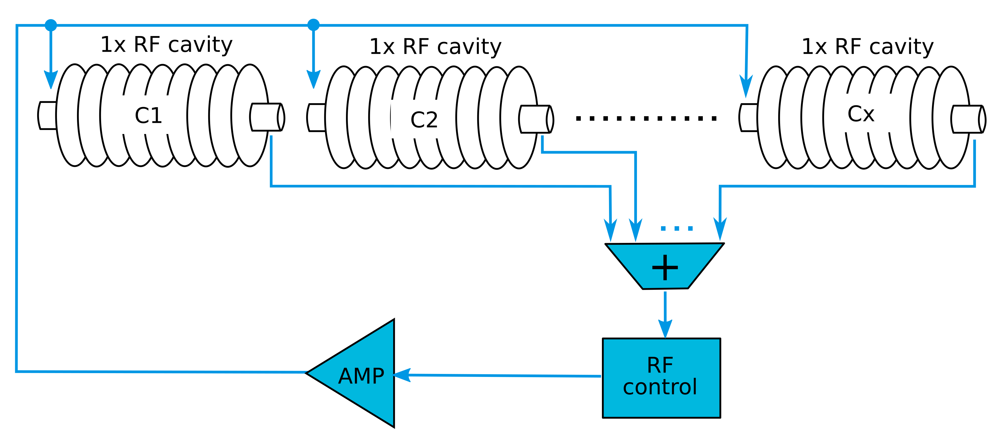 1x RF cavity
1x RF cavity
1x RF cavity
C1
C2
Cx
+
AMP
RF
control